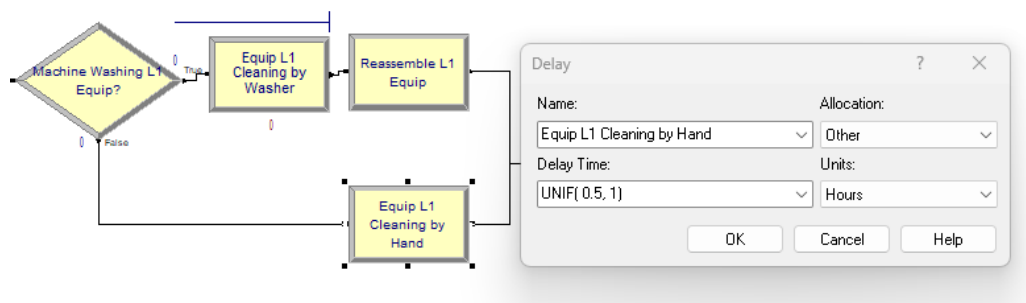 Machine Washing L1
Equip?
0
True
0
False
Equip L1
Cleaning by
Washer
0
Reassemble L1
Equip
Equip L1
Cleaning by
Hand
Delay
?
Name:
Allocation:
Equip L1 Cleaning by Hand
Other
Delay Time:
Units:
UNIF( 0.5, 1)
Hours
OK
Cancel
Help